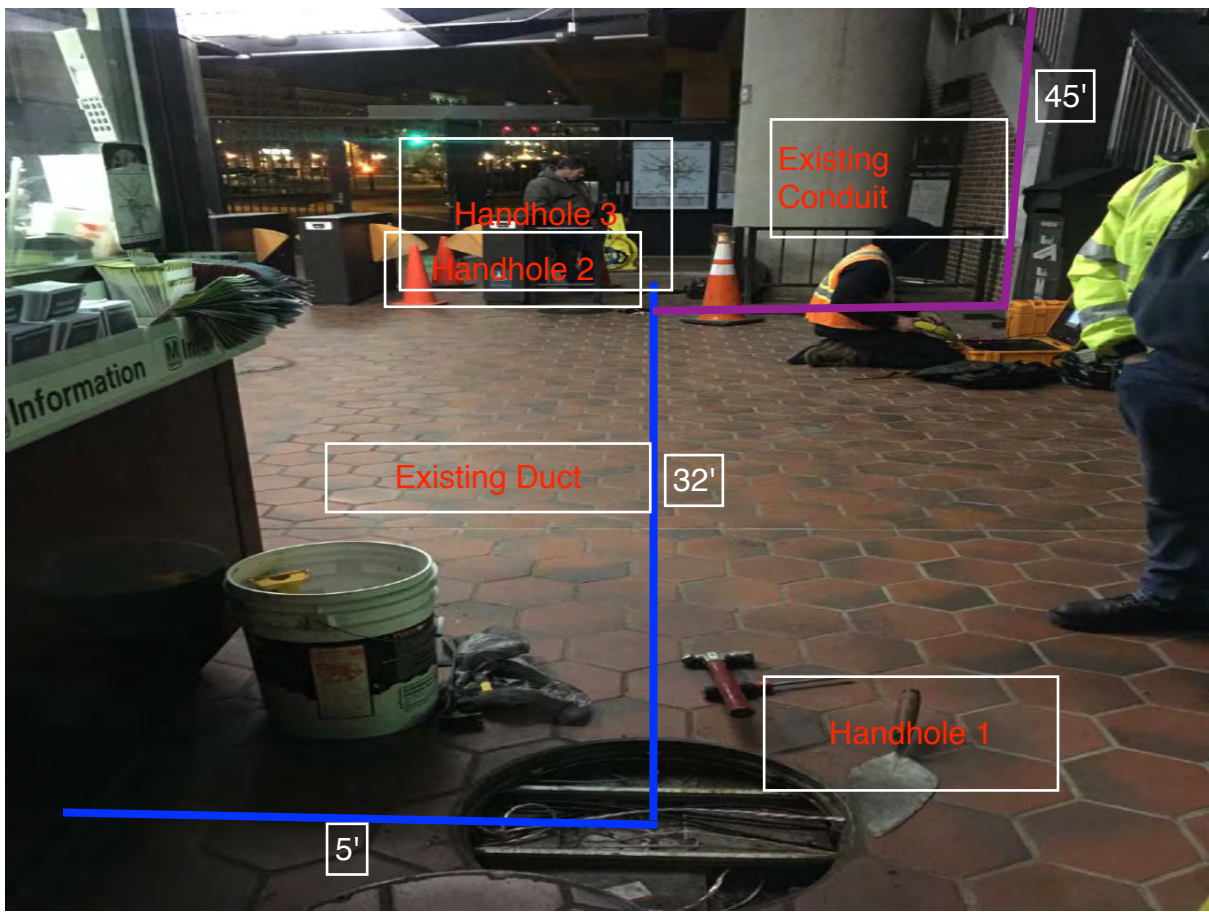 45'
Existing
Conduit
Handhole 3
Handhole 2
Information
M
Existing Duct
32'
Handhole 1
5'